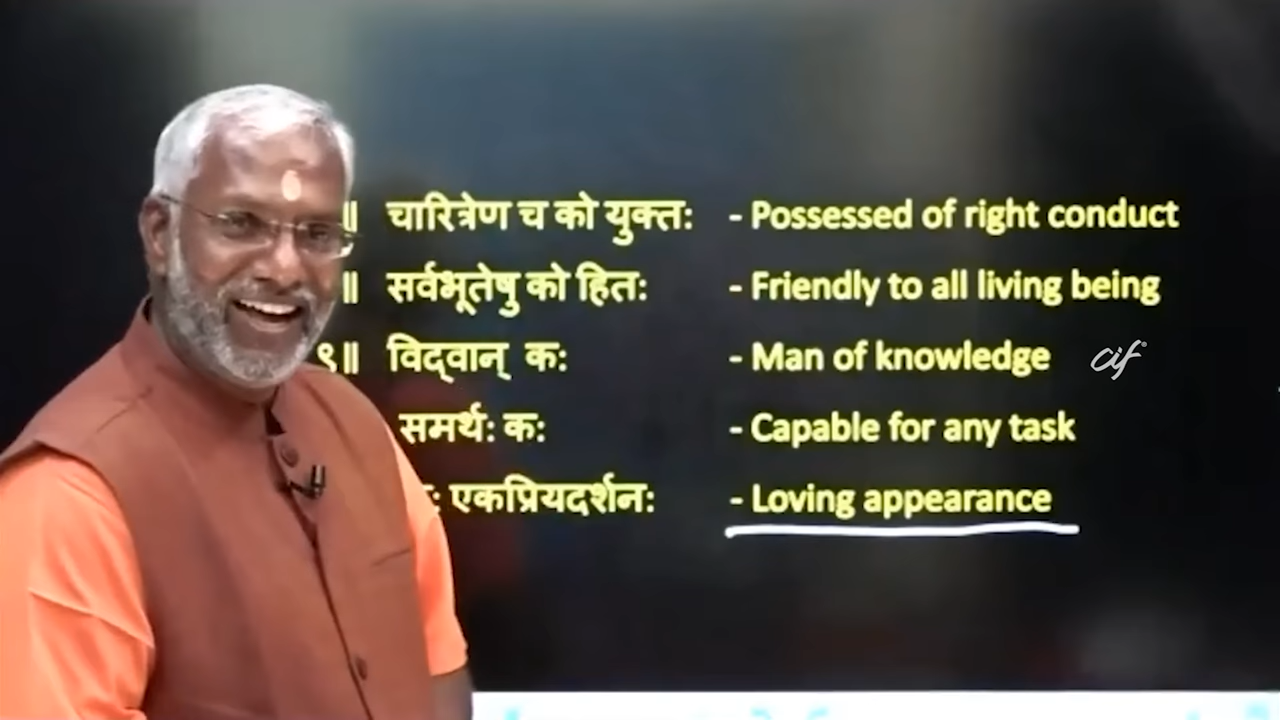 ॥ चारित्रेण च को युक्तः - Possessed of right conduct
॥ सर्वभूतेषु को हितः - Friendly to all living being
९॥ विद्‌वान् कः - Man of knowledge
cif
समर्थः कः - Capable for any task
एकप्रियदर्शनः - Loving appearance